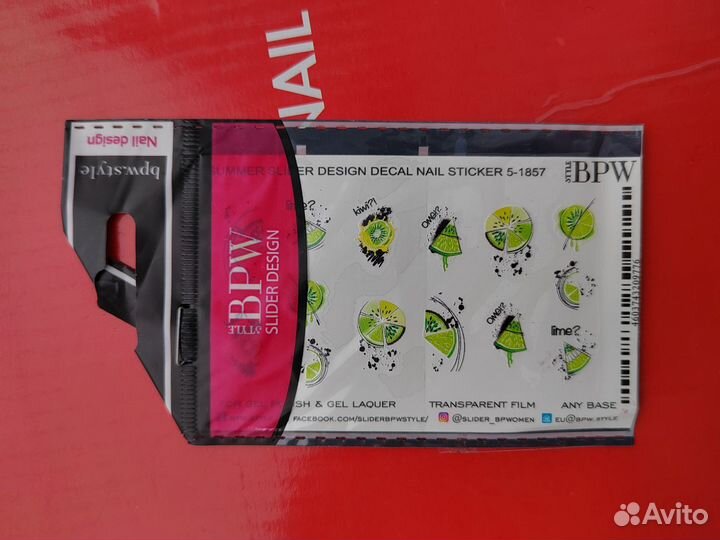 NAIL
Nail design
bpw.style
STYLE BPW
SLIDER DESIGN
SUMMER SLIDER DESIGN DECAL NAIL STICKER 5-1857
STYLE BPW
lime?
kiwi?!
OMG!?
OMG!?
lime?
4603743209776
& GEL LAQUER
TRANSPARENT FILM
ANY BASE
FACEBOOK.COM/SLIDERBPWSTYLE/
@SLIDER_BPWOMEN
EU@BPW.STYLE
Avito